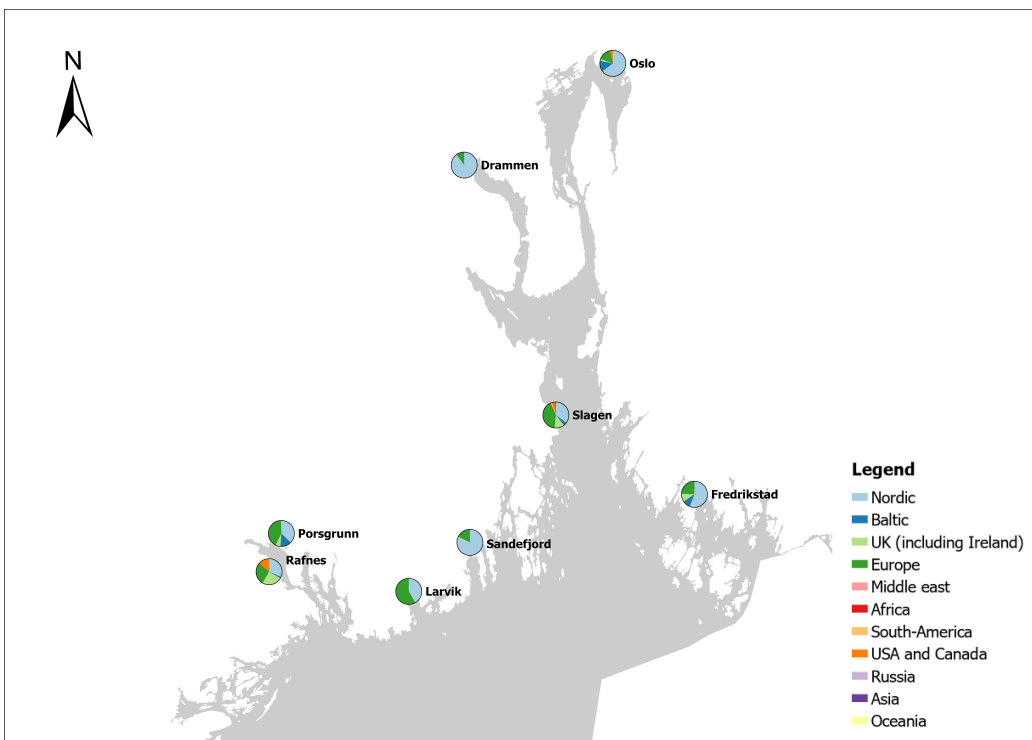 N
Oslo
Drammen
Slagen
Fredrikstad
Porsgrunn
Sandefjord
Rafnes
Larvik
Legend
Nordic
Baltic
UK (including Ireland)
Europe
Middle east
Africa
South-America
USA and Canada
Russia
Asia
Oceania